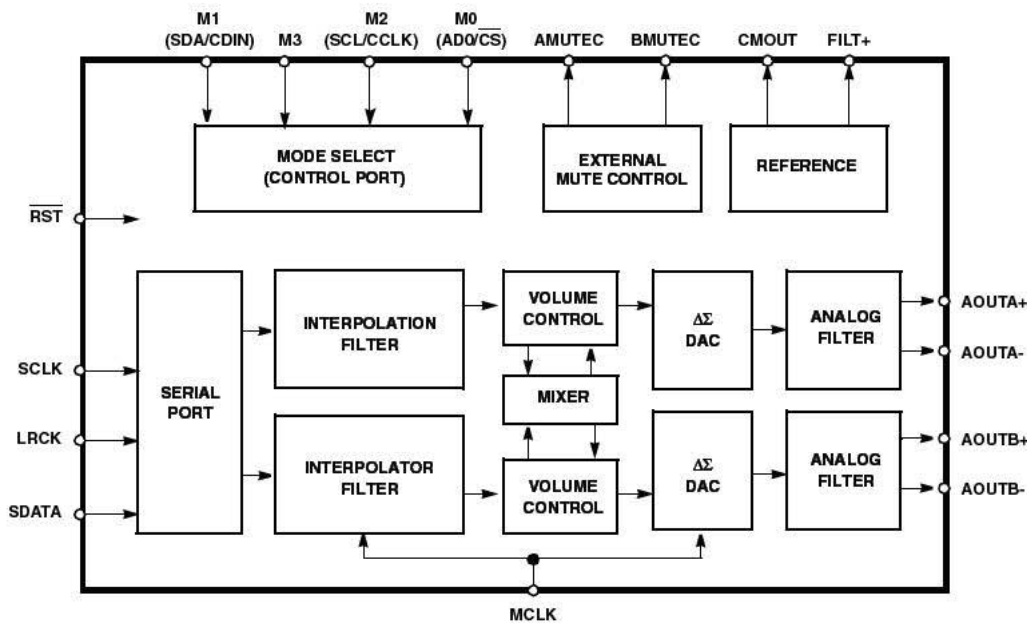 M1
(SDA/CDIN)
M3
M2
(SCL/CCLK)
M0
(AD0/CS)
AMUTEC
BMUTEC
CMOUT
FILT+
MODE SELECT
(CONTROL PORT)
EXTERNAL
MUTE CONTROL
REFERENCE
RST
SCLK
LRCK
SDATA
SERIAL
PORT
INTERPOLATION
FILTER
VOLUME
CONTROL
ΔΣ
DAC
ANALOG
FILTER
AOUTA+
AOUTA-
MIXER
INTERPOLATOR
FILTER
VOLUME
CONTROL
ΔΣ
DAC
ANALOG
FILTER
AOUTB+
AOUTB-
MCLK